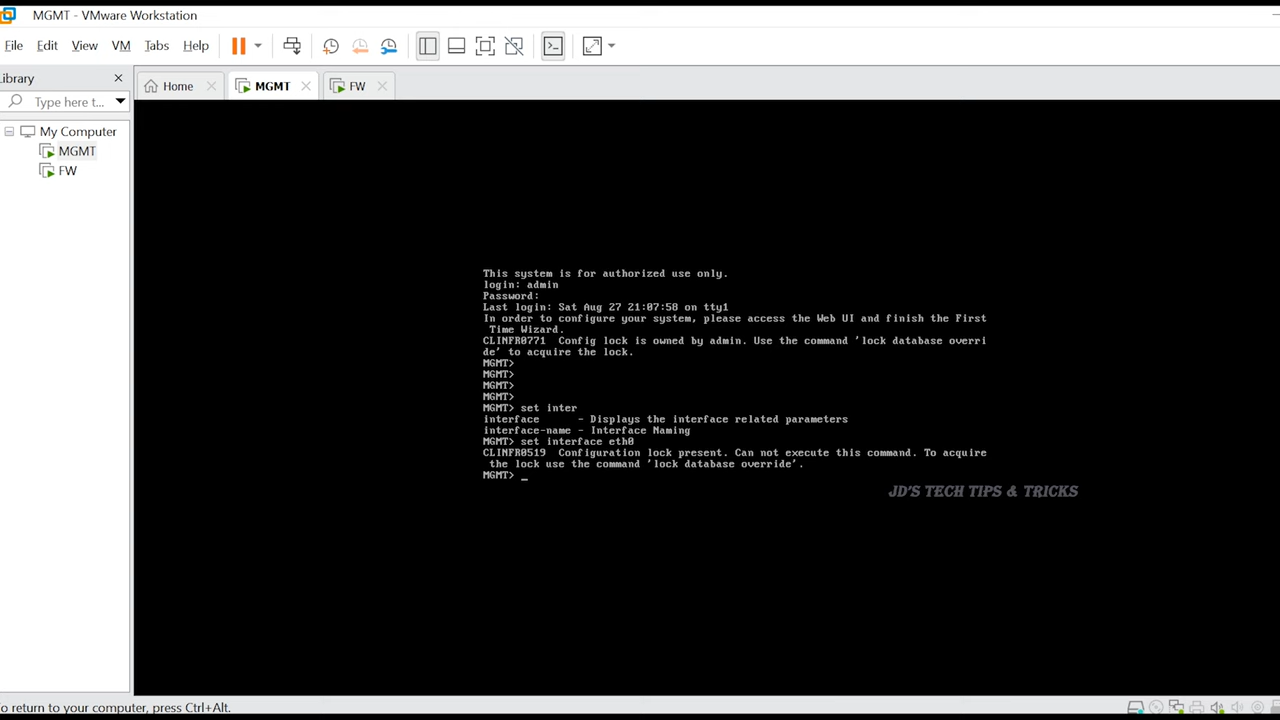 MGMT - VMware Workstation
File Edit View VM Tabs Help
Library
Home MGMT FW
Type here t...
My Computer
MGMT
FW
This system is for authorized use only.
login: admin
Password:
Last login: Sat Aug 27 21:07:58 on tty1
In order to configure your system, please access the Web UI and finish the First
Time Wizard.
CLINFR0771 Config lock is owned by admin. Use the command 'lock database overri
de' to acquire the lock.
MGMT>
MGMT>
MGMT>
MGMT>
MGMT> set inter
interface - Displays the interface related parameters
interface-name - Interface Naming
MGMT> set interface eth0
CLINFR0519 Configuration lock present. Can not execute this command. To acquire
the lock use the command 'lock database override'.
MGMT> _
JD'S TECH TIPS & TRICKS
o return to your computer, press Ctrl+Alt.